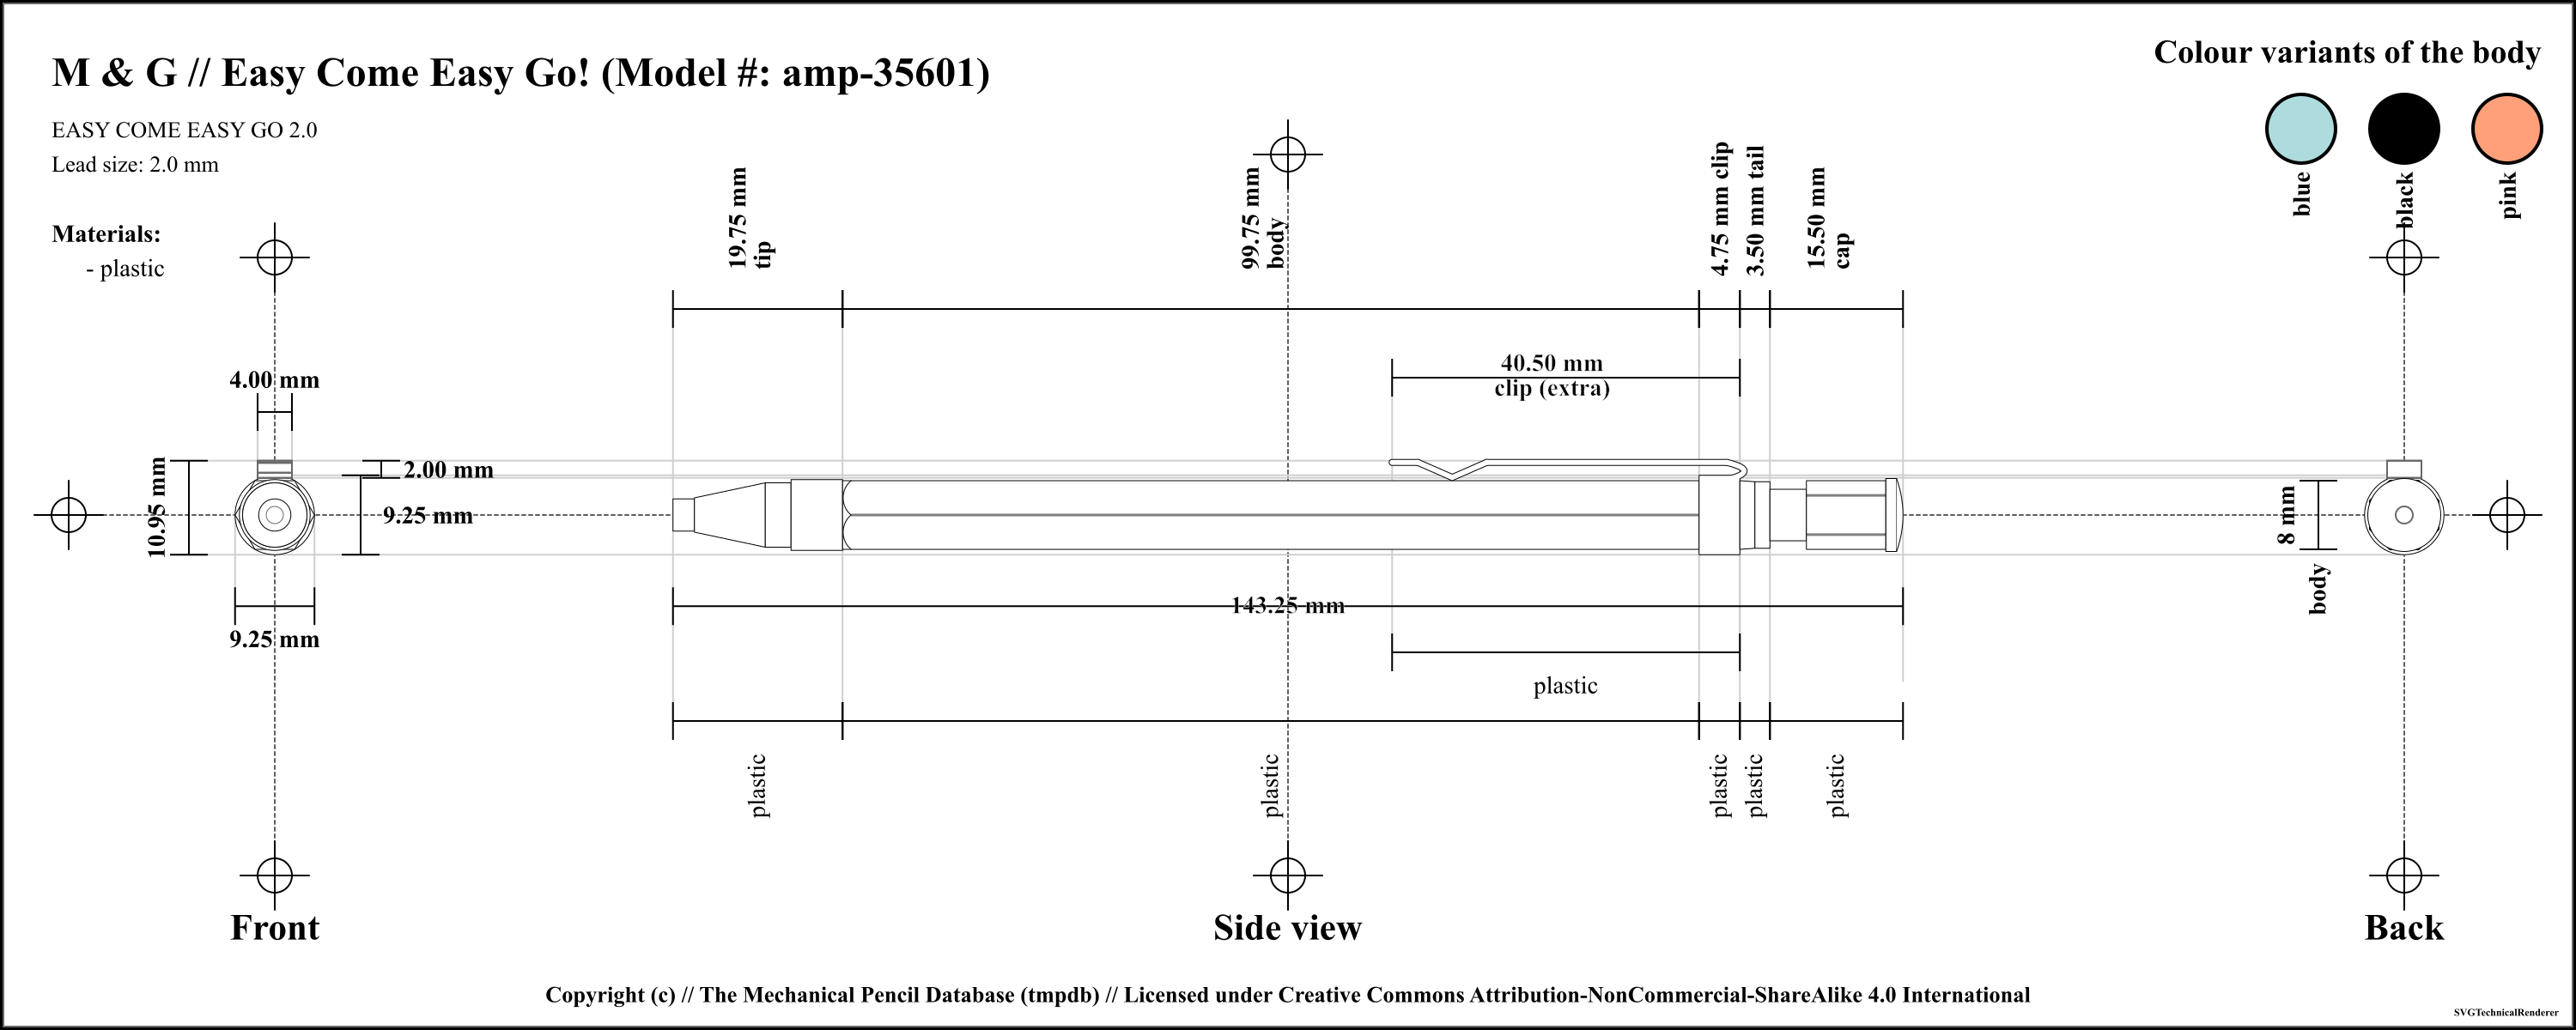 M & G // Easy Come Easy Go! (Model #: amp-35601)
EASY COME EASY GO 2.0
Lead size: 2.0 mm
Materials:
- plastic
Colour variants of the body
blue
black
pink
19.75 mm
tip
99.75 mm
body
4.75 mm clip
3.50 mm tail
15.50 mm
cap
40.50 mm
clip (extra)
4.00 mm
10.95 mm
2.00 mm
9.25 mm
9.25 mm
8 mm
body
143.25 mm
plastic
plastic
plastic
plastic
plastic
plastic
Front
Side view
Back
Copyright (c) // The Mechanical Pencil Database (tmpdb) // Licensed under Creative Commons Attribution-NonCommercial-ShareAlike 4.0 International
SVGTechnicalRenderer